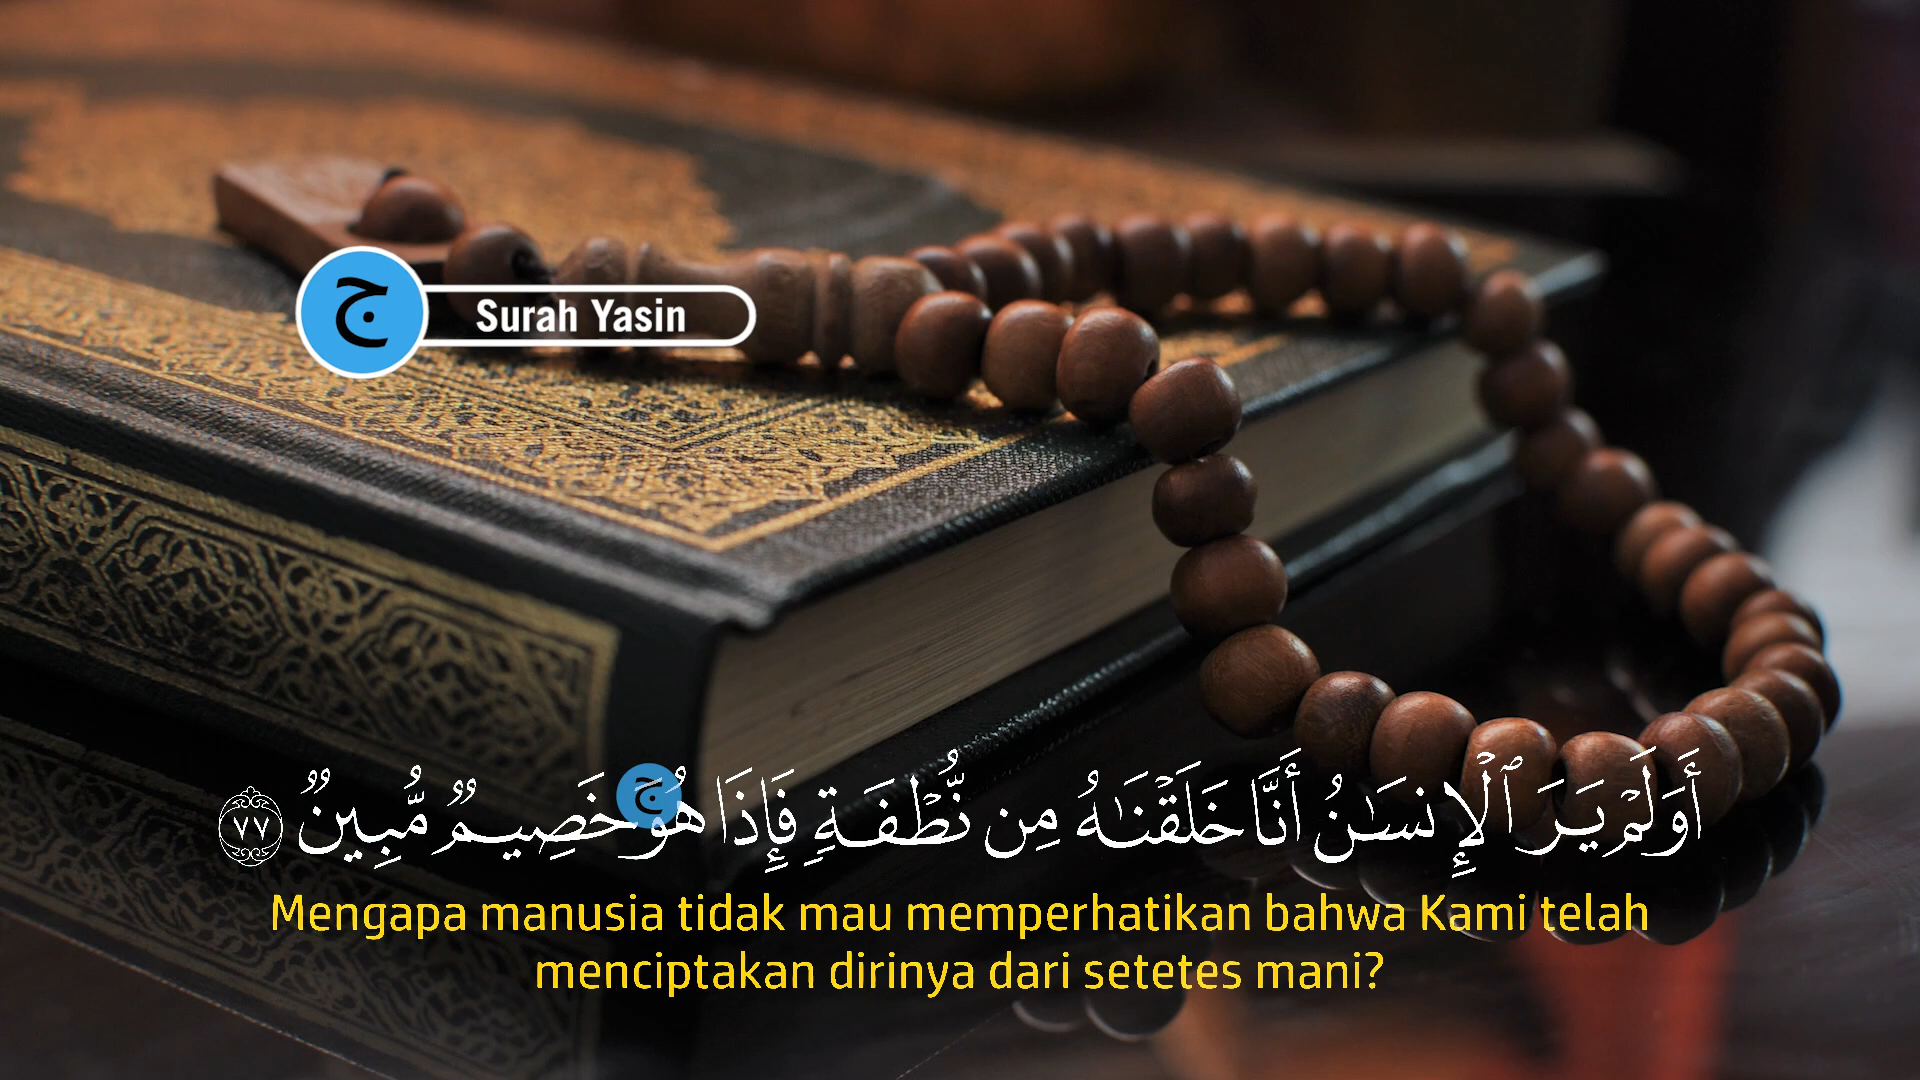 ج
Surah Yasin
ج
أَوَلَمْ يَرَ ٱلْإِنسَـٰنُ أَنَّا خَلَقْنَـٰهُ مِن نُّطْفَةٍ فَإِذَا هُوَ خَصِيمٌ مُّبِينٌ ٧٧
Mengapa manusia tidak mau memperhatikan bahwa Kami telah
menciptakan dirinya dari setetes mani?